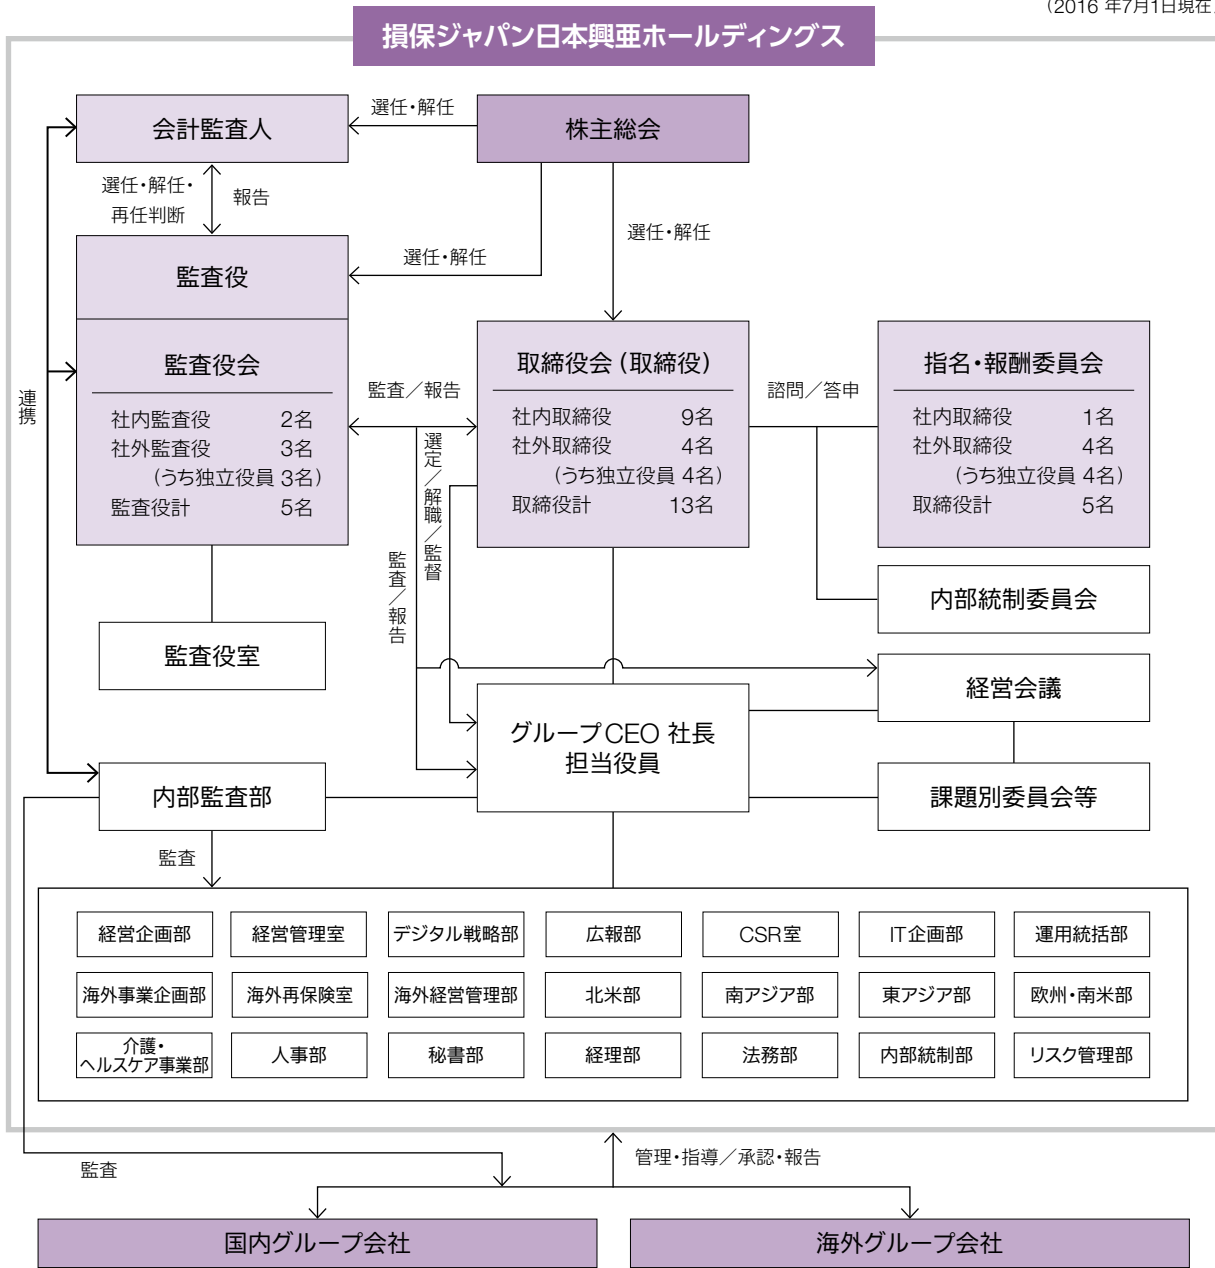 (2016 年7月1日現在)
損保ジャパン日本興亜ホールディングス
会計監査人
選任・解任
株主総会
選任・解任・
再任判断
報告
選任・解任
監査役
選任・解任
監査役会
社内監査役 2名
社外監査役 3名
(うち独立役員 3名)
監査役計 5名
連携
監査/報告
取締役会(取締役)
社内取締役 9名
社外取締役 4名
(うち独立役員 4名)
取締役計 13名
諮問/答申
指名・報酬委員会
社内取締役 1名
社外取締役 4名
(うち独立役員 4名)
取締役計 5名
選定/解職/監督
監査/報告
内部統制委員会
監査役室
経営会議
グループCEO 社長
担当役員
内部監査部
課題別委員会等
監査
経営企画部
経営管理室
デジタル戦略部
広報部
CSR室
IT企画部
運用統括部
海外事業企画部
海外再保険室
海外経営管理部
北米部
南アジア部
東アジア部
欧州・南米部
介護・
ヘルスケア事業部
人事部
秘書部
経理部
法務部
内部統制部
リスク管理部
監査
管理・指導/承認・報告
国内グループ会社
海外グループ会社